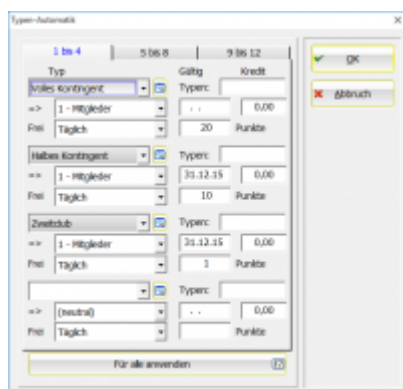 Typen-Automatik
1 bis 4 5 bis 8 9 bis 12
Typ Gültig Kredit
Volles Kontingent Typen:
=> 1 - Mitglieder . . 0,00
Frei Täglich 20 Punkte
Halbes Kontingent Typen:
=> 1 - Mitglieder 31.12.15 0,00
Frei Täglich 10 Punkte
Zweitclub Typen:
=> 1 - Mitglieder 31.12.15 0,00
Frei Täglich 1 Punkte
Typen:
=> (neutral) . . 0,00
Frei Täglich Punkte
Für alle anwenden
OK
Abbruch